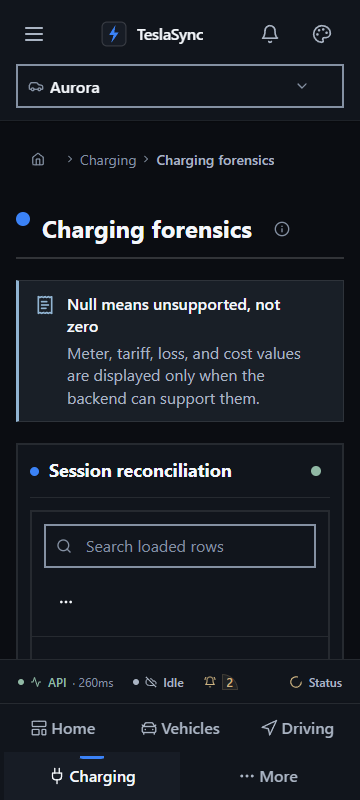 TeslaSync
Aurora
Charging
Charging forensics
Charging forensics
Null means unsupported, not
zero
Meter, tariff, loss, and cost values
are displayed only when the
backend can support them.
Session reconciliation
Search loaded rows
...
API · 260ms
Idle
2
Status
Home
Vehicles
Driving
Charging
More